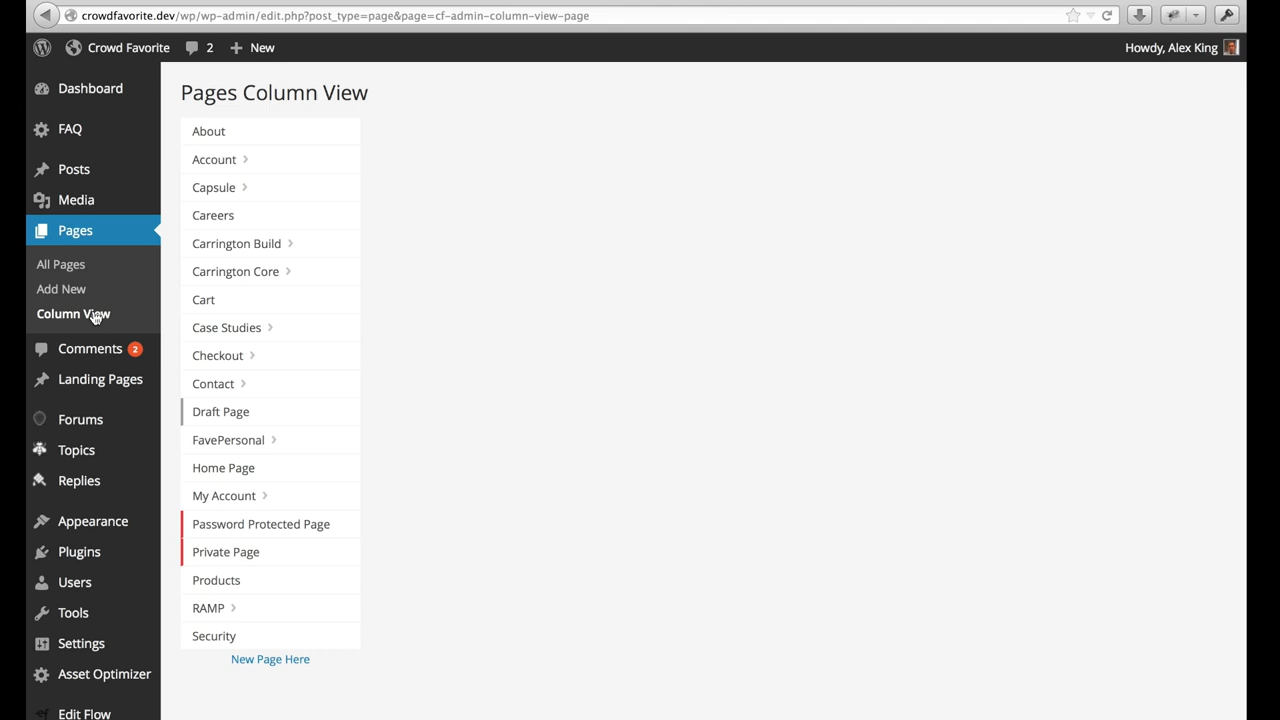 crowdfavorite.dev/wp/wp-admin/edit.php?post_type=page&page=cf-admin-column-view-page
Crowd Favorite 2 New Howdy, Alex King
Dashboard
FAQ
Posts
Media
Pages
All Pages
Add New
Column View
Comments 2
Landing Pages
Forums
Topics
Replies
Appearance
Plugins
Users
Tools
Settings
Asset Optimizer
Edit Flow
Pages Column View
About
Account
Capsule
Careers
Carrington Build
Carrington Core
Cart
Case Studies
Checkout
Contact
Draft Page
FavePersonal
Home Page
My Account
Password Protected Page
Private Page
Products
RAMP
Security
New Page Here